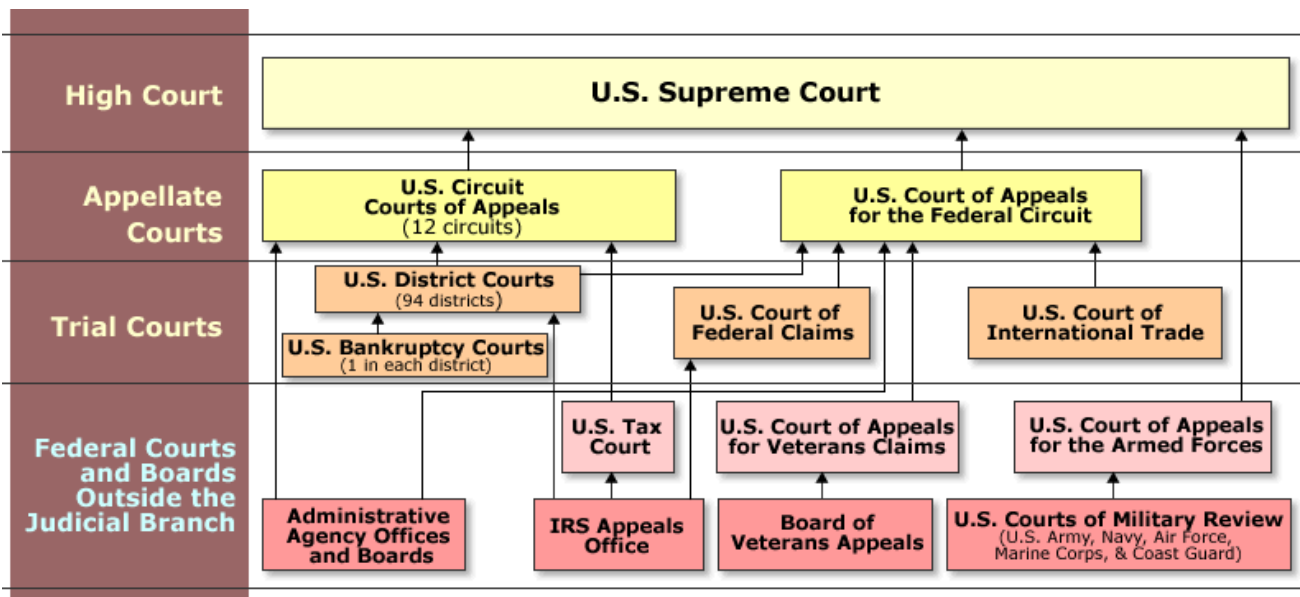 High Court
U.S. Supreme Court
Appellate
Courts
U.S. Circuit
Courts of Appeals
(12 circuits)
U.S. Court of Appeals
for the Federal Circuit
Trial Courts
U.S. District Courts
(94 districts)
U.S. Bankruptcy Courts
(1 in each district)
U.S. Court of
Federal Claims
U.S. Court of
International Trade
Federal Courts
and Boards
Outside the
Judicial Branch
U.S. Tax
Court
U.S. Court of Appeals
for Veterans Claims
U.S. Court of Appeals
for the Armed Forces
Administrative
Agency Offices
and Boards
IRS Appeals
Office
Board of
Veterans Appeals
U.S. Courts of Military Review
(U.S. Army, Navy, Air Force,
Marine Corps, & Coast Guard)